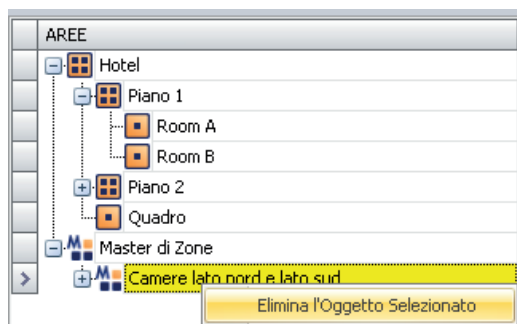 AREE
Hotel
Piano 1
Room A
Room B
Piano 2
Quadro
Master di Zone
Camere lato nord e lato sud
Elimina l'Oggetto Selezionato